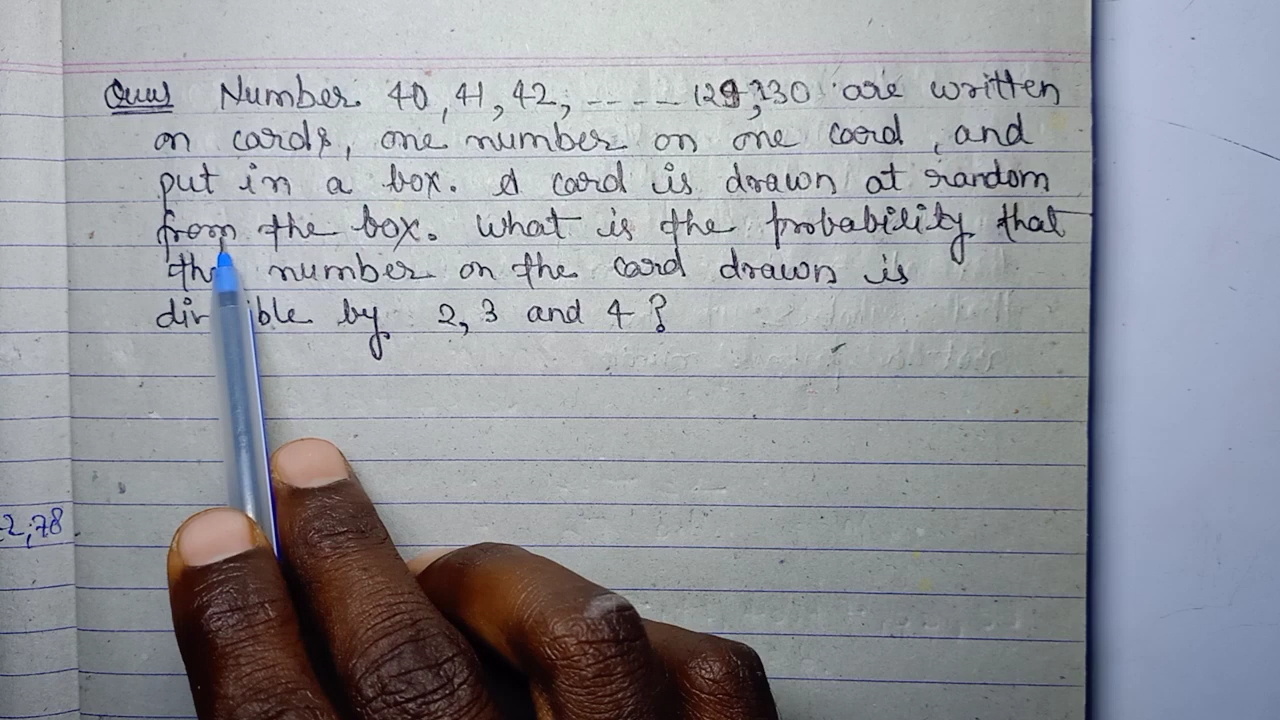 Ques Number 40, 41, 42, ---- 129, 130 are written
on cards, one number on one card, and
put in a box. A card is drawn at random
from the box. What is the probability that
the number on the card drawn is
by 2, 3 and 4?
2,78